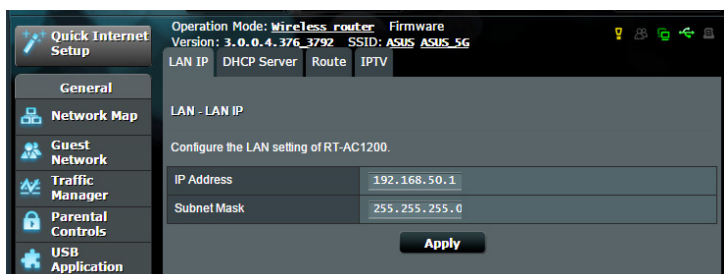 Quick Internet
Setup
Operation Mode: Wireless router Firmware
Version: 3.0.0.4.376_3792 SSID: ASUS ASUS_5G
LAN IP DHCP Server Route IPTV
General
Network Map
Guest
Network
Traffic
Manager
Parental
Controls
USB
Application
LAN - LAN IP
Configure the LAN setting of RT-AC1200.
IP Address 192.168.50.1
Subnet Mask 255.255.255.0
Apply